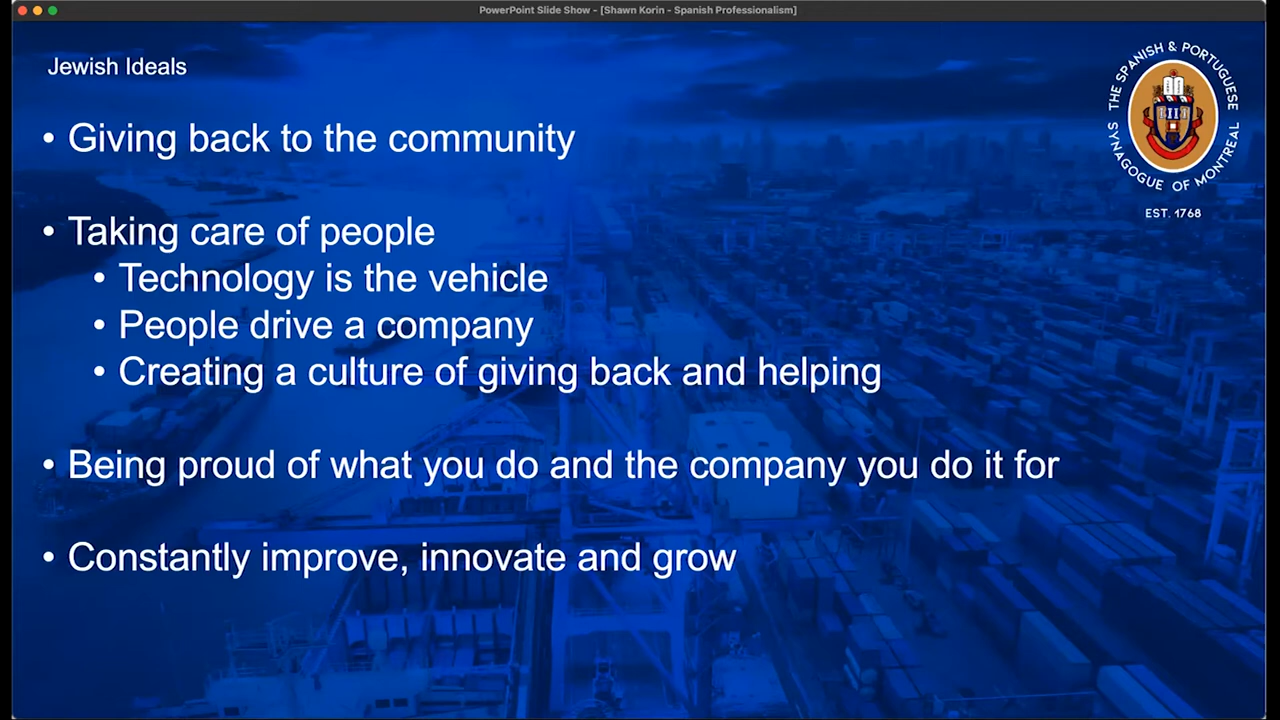 PowerPoint Slide Show - [Shawn Korin - Spanish Professionalism]
Jewish Ideals
THE SPANISH & PORTUGUESE
SYNAGOGUE OF MONTREAL
EST. 1768
• Giving back to the community
• Taking care of people
• Technology is the vehicle
• People drive a company
• Creating a culture of giving back and helping
• Being proud of what you do and the company you do it for
• Constantly improve, innovate and grow